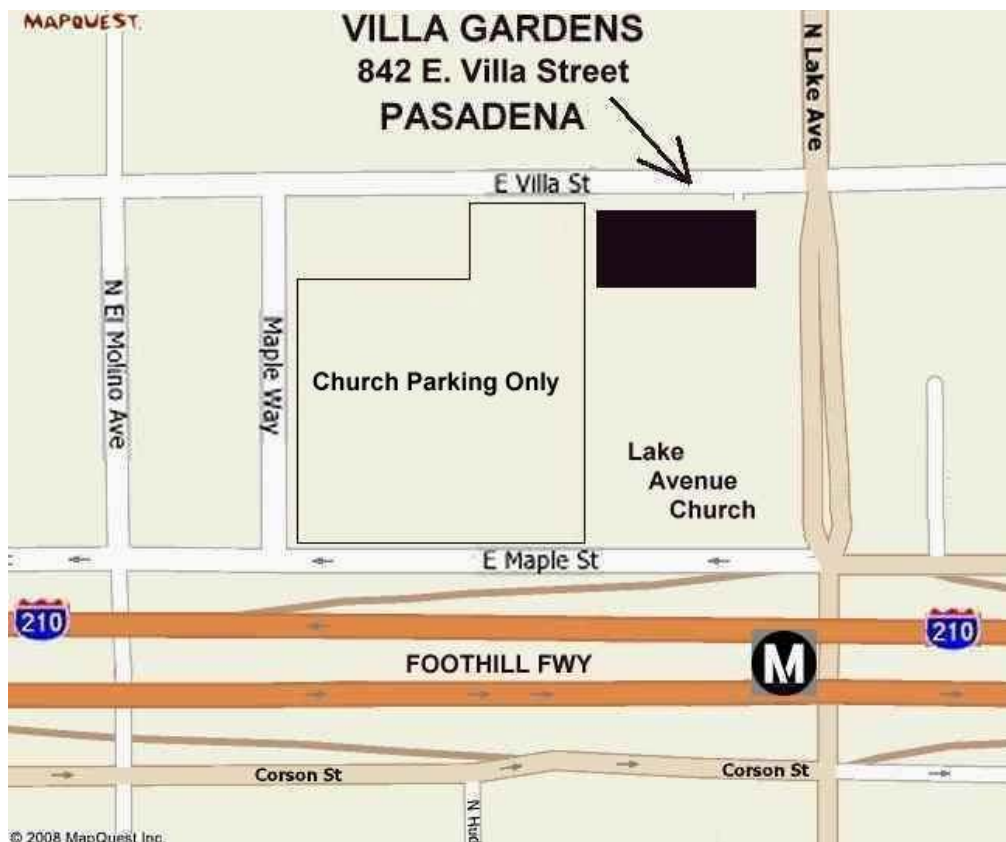 MAPQUEST.
VILLA GARDENS
842 E. Villa Street
PASADENA
N Lake Ave
E Villa St
N El Molino Ave
Maple Way
Church Parking Only
Lake
Avenue
Church
E Maple St
210
210
FOOTHILL FWY
M
Corson St
Corson St
N Hud
© 2008 MapQuest Inc.